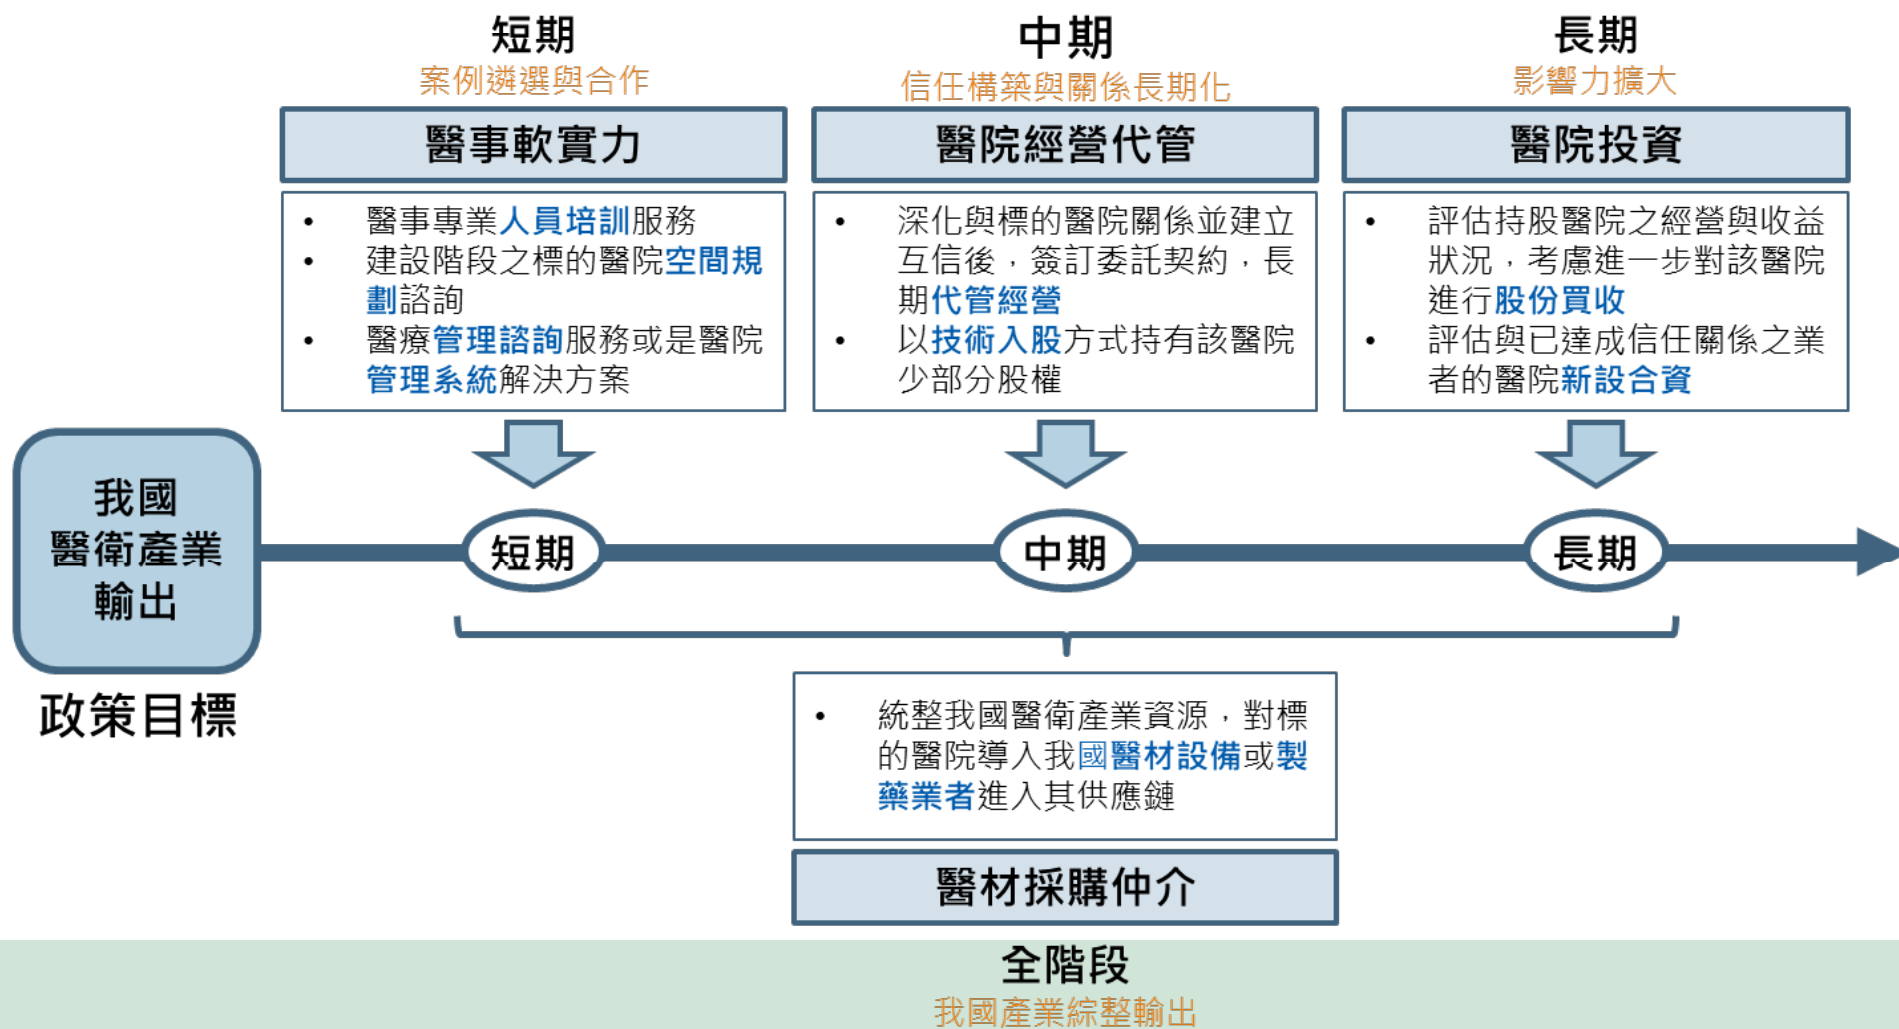 短期
案例遴選與合作
醫事軟實力
• 醫事專業人員培訓服務
• 建設階段之標的醫院空間規
劃諮詢
• 醫療管理諮詢服務或是醫院
管理系統解決方案
中期
信任構築與關係長期化
醫院經營代管
• 深化與標的醫院關係並建立
互信後，簽訂委託契約，長
期代管經營
• 以技術入股方式持有該醫院
少部分股權
長期
影響力擴大
醫院投資
• 評估持股醫院之經營與收益
狀況，考慮進一步對該醫院
進行股份買收
• 評估與已達成信任關係之業
者的醫院新設合資
我國
醫衛產業
輸出
政策目標
短期
中期
長期
• 統整我國醫衛產業資源，對標
的醫院導入我國醫材設備或製
藥業者進入其供應鏈
醫材採購仲介
全階段
我國產業綜整輸出